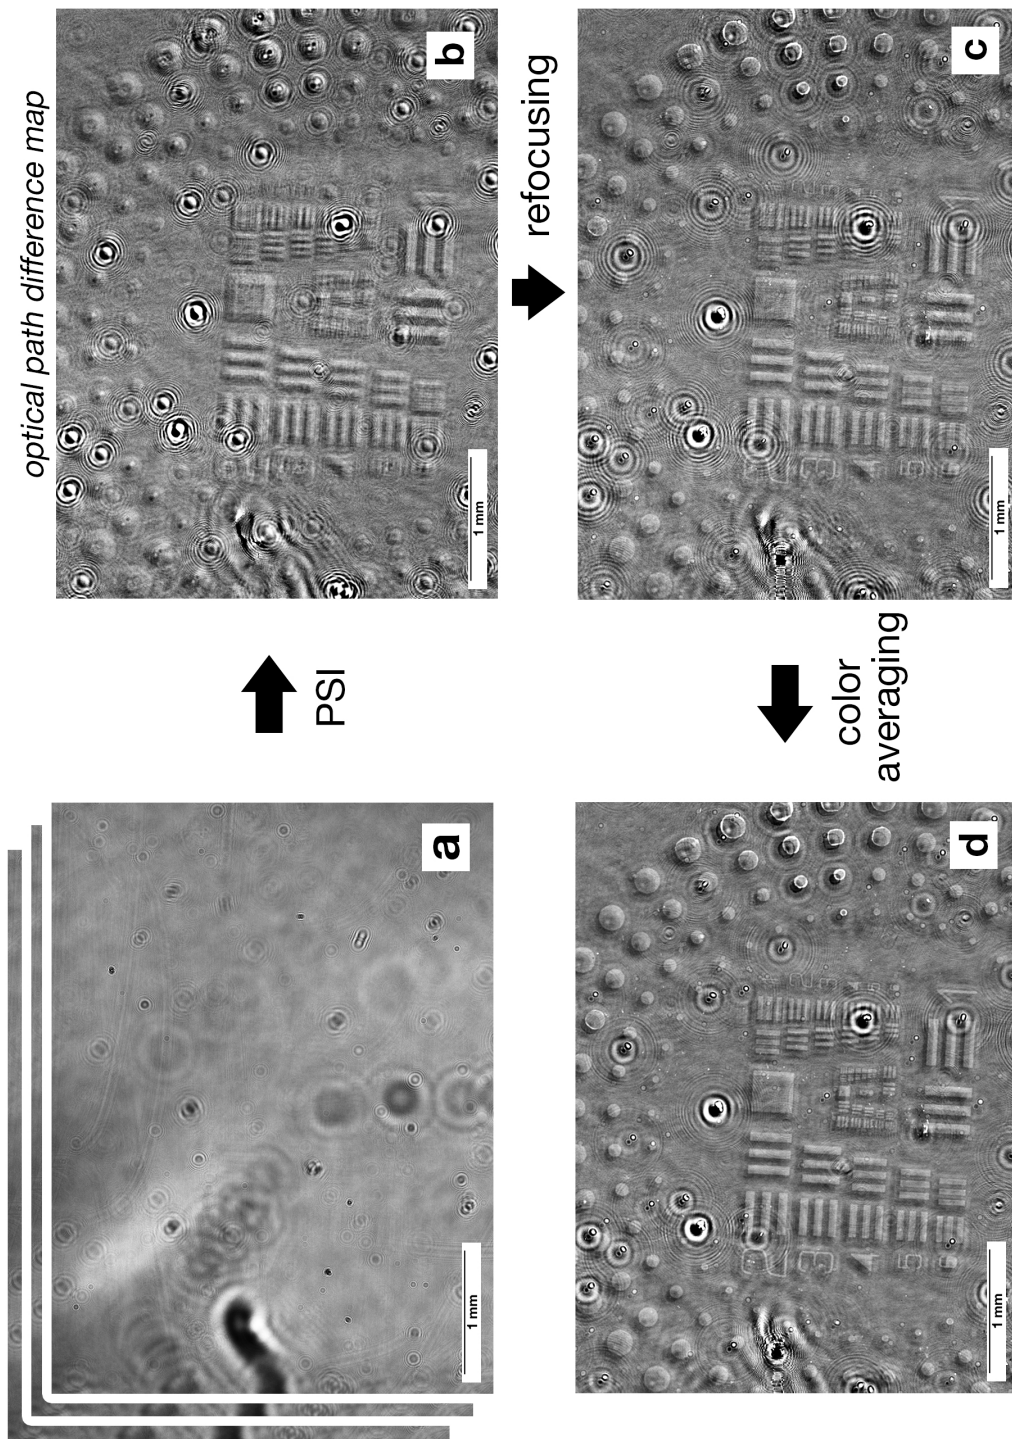 optical path difference map
a
1 mm
PSI
b
1 mm
refocusing
d
1 mm
color
averaging
c
1 mm